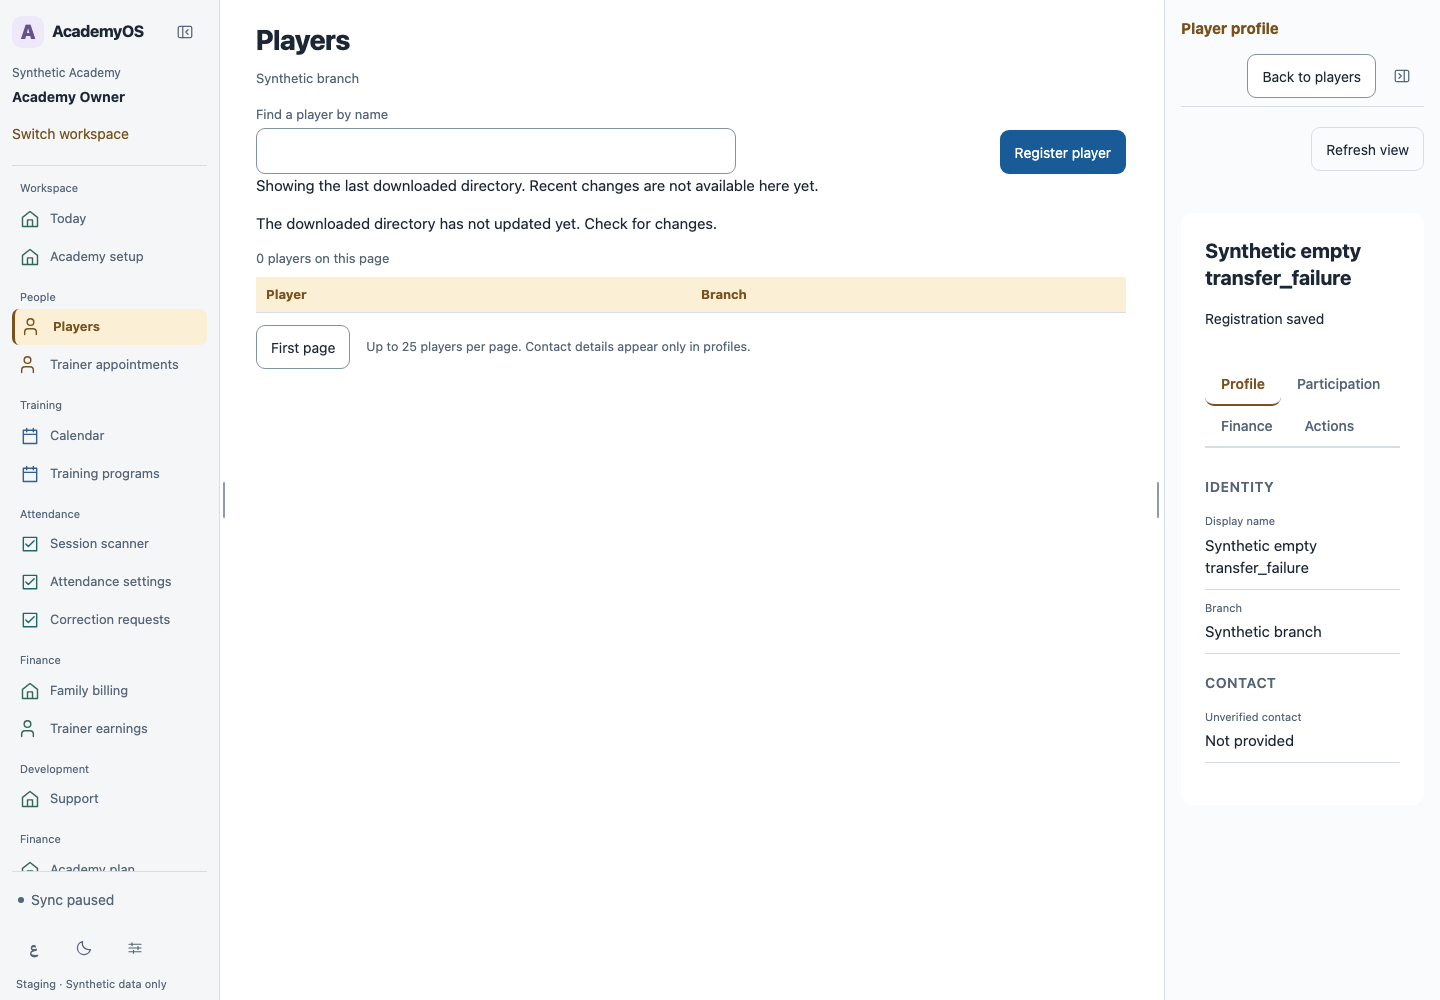 A AcademyOS
Synthetic Academy
Academy Owner
Switch workspace
Workspace
Today
Academy setup
People
Players
Trainer appointments
Training
Calendar
Training programs
Attendance
Session scanner
Attendance settings
Correction requests
Finance
Family billing
Trainer earnings
Development
Support
Finance
Academy plan
Sync paused
ع
Staging · Synthetic data only
Players
Synthetic branch
Find a player by name
Register player
Showing the last downloaded directory. Recent changes are not available here yet.
The downloaded directory has not updated yet. Check for changes.
0 players on this page
Player Branch
First page Up to 25 players per page. Contact details appear only in profiles.
Player profile
Back to players
Refresh view
Synthetic empty
transfer_failure
Registration saved
Profile Participation
Finance Actions
IDENTITY
Display name
Synthetic empty
transfer_failure
Branch
Synthetic branch
CONTACT
Unverified contact
Not provided